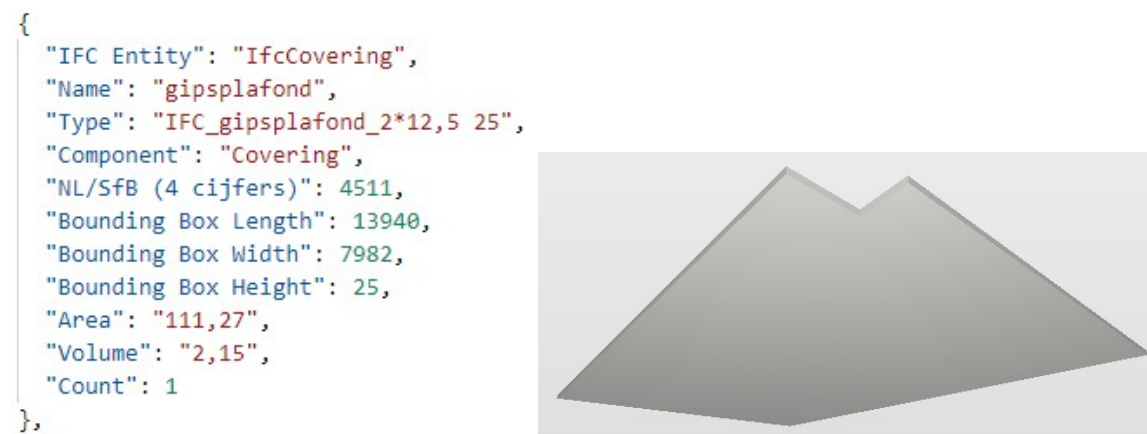 {
"IFC Entity": "IfcCovering",
"Name": "gipsplafond",
"Type": "IFC_gipsplafond_2*12,5 25",
"Component": "Covering",
"NL/SfB (4 cijfers)": 4511,
"Bounding Box Length": 13940,
"Bounding Box Width": 7982,
"Bounding Box Height": 25,
"Area": "111,27",
"Volume": "2,15",
"Count": 1
},